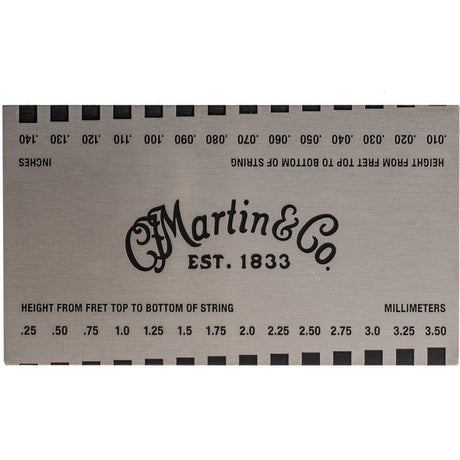 .140 .130 .120 .110 .100 .090 .080 .070 .060 .050 .040 .030 .020 .010
INCHES HEIGHT FROM FRET TOP TO BOTTOM OF STRING
CF Martin & Co.
EST. 1833
HEIGHT FROM FRET TOP TO BOTTOM OF STRING MILLIMETERS
.25 .50 .75 1.0 1.25 1.5 1.75 2.0 2.25 2.50 2.75 3.0 3.25 3.50